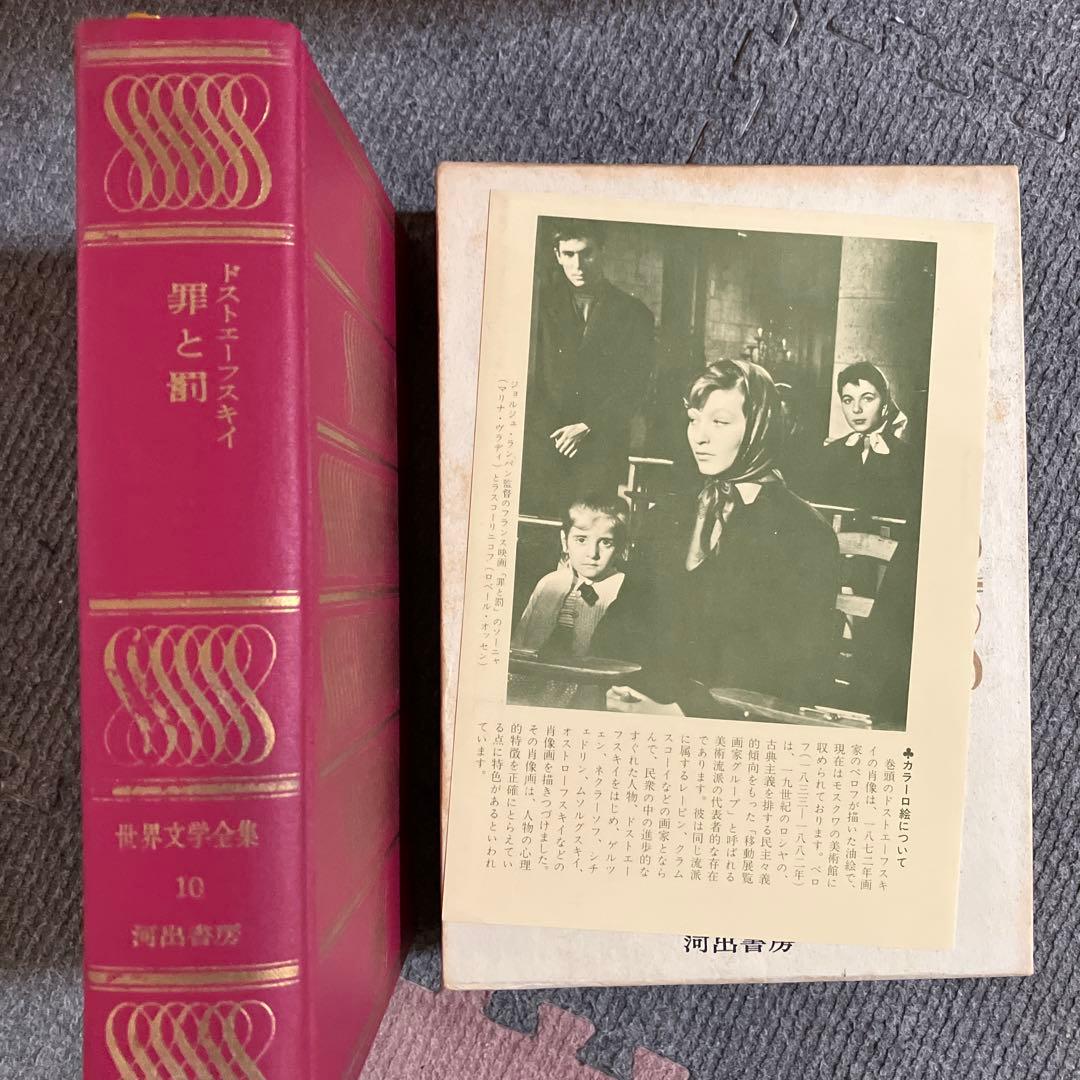 ドストエーフスキイ
罪と罰
世界文学全集
10
河出書房
ジョルジュ・ランパン監督のフランス映画「罪と罰」のソーニャ
(マリナ・ヴラディ)とラスコーリニコフ(ロベール・オッセン)
♣カラー口絵について
巻頭のドストエーフスキ
イの肖像は、一八七二年画
家のペロフが描いた油絵で、
現在はモスクワの美術館に
収められております。ペロ
フ(一八三三―一八八二年)
は、一九世紀のロシヤの、
古典主義を排する民主々義
的傾向をもった「移動展覧
画家グループ」と呼ばれる
美術流派の代表者的な存在
であります。彼は同じ流派
に属するレーピン、クラム
スコーイなどの画家となら
んで、民衆の中の進歩的な
すぐれた人物、ドストエー
フスキイをはじめ、ゲルツ
ェン、ネクラーソフ、シチ
ェドリン、ムソルグスキイ、
オストローフスキイなどの
肖像画を描きつづけました。
その肖像画は、人物の心理
的特徴を正確にとらえてい
る点に特色があるといわれ
ています。
河出書房